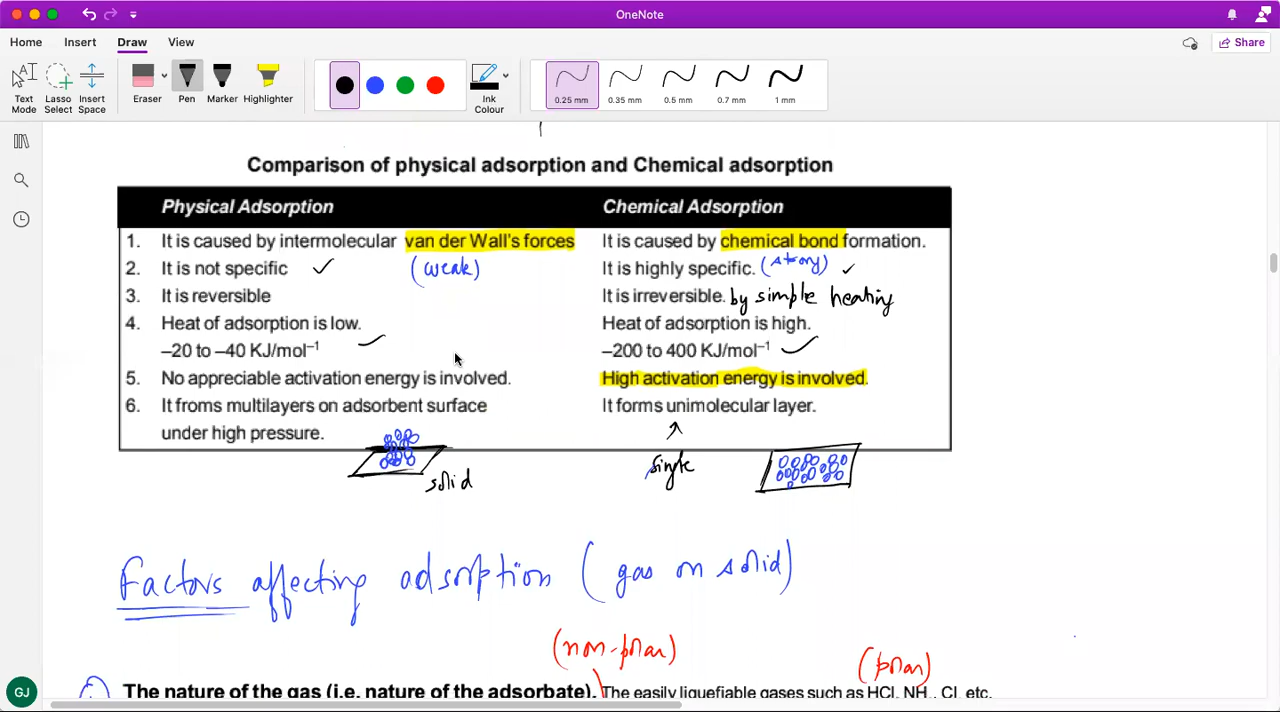 OneNote
Home Insert Draw View
Share
Text Mode
Lasso Select
Insert Space
Eraser
Pen
Marker
Highlighter
Ink Colour
0.25 mm
0.35 mm
0.5 mm
0.7 mm
1 mm
Comparison of physical adsorption and Chemical adsorption
Physical Adsorption Chemical Adsorption
1. It is caused by intermolecular van der Wall's forces It is caused by chemical bond formation.
2. It is not specific (weak) It is highly specific. (strong)
3. It is reversible It is irreversible. by simple heating
4. Heat of adsorption is low. Heat of adsorption is high.
–20 to –40 KJ/mol⁻¹ –200 to 400 KJ/mol⁻¹
5. No appreciable activation energy is involved. High activation energy is involved.
6. It froms multilayers on adsorbent surface It forms unimolecular layer.
under high pressure.
solid single
Factors affecting adsorption (gas on solid)
(non-polar) (polar)
The nature of the gas (i.e. nature of the adsorbate). The easily liquefiable gases such as HCl, NH Cl etc.
GJ